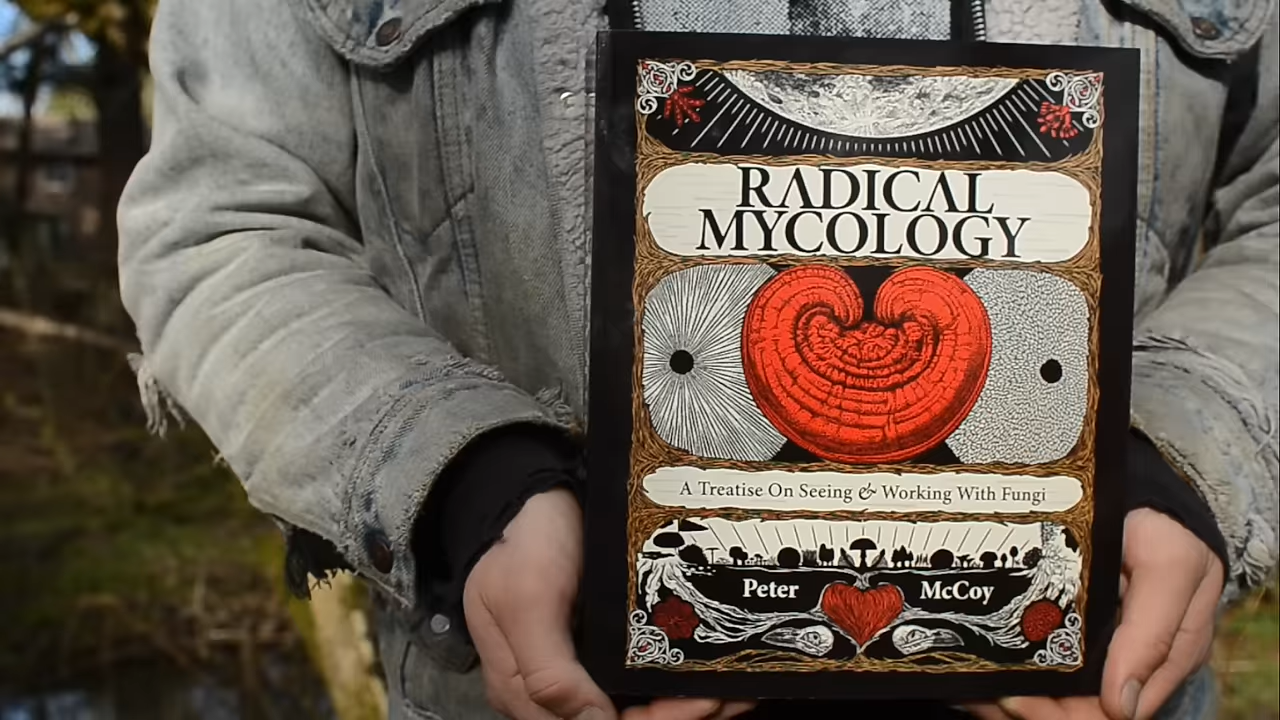 RADICAL
MYCOLOGY
A Treatise On Seeing & Working With Fungi
Peter McCoy